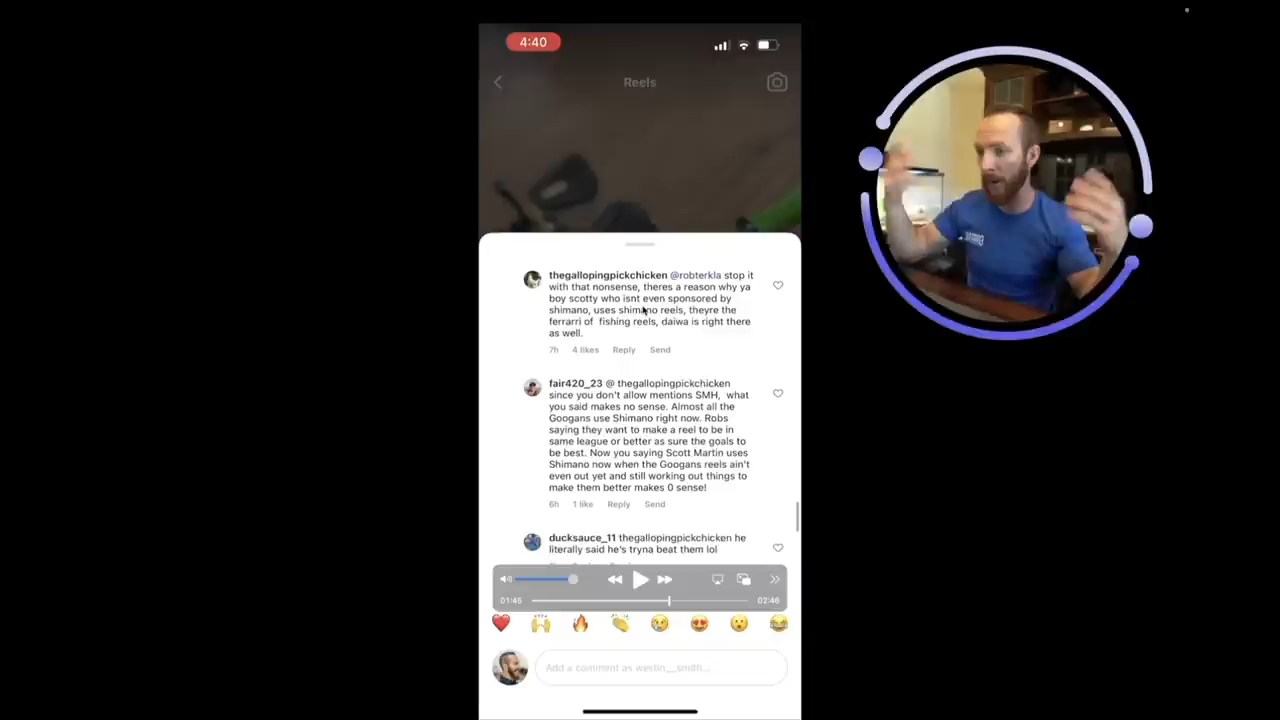 4:40
Reels
thegallopingpickchicken @robterkla stop it
with that nonsense, theres a reason why ya
boy scotty who isnt even sponsored by
shimano, uses shimano reels, theyre the
ferrarri of fishing reels, daiwa is right there
as well.
7h 4 likes Reply Send
fair420_23 @ thegallopingpickchicken
since you don't allow mentions SMH, what
you said makes no sense. Almost all the
Googans use Shimano right now. Robs
saying they want to make a reel to be in
same league or better as sure the goals to
be best. Now you saying Scott Martin uses
Shimano now when the Googans reels ain't
even out yet and still working out things to
make them better makes 0 sense!
6h 1 like Reply Send
ducksauce_11 thegallopingpickchicken he
literally said he's tryna beat them lol
01:45 02:46
Add a comment as westin__smith...